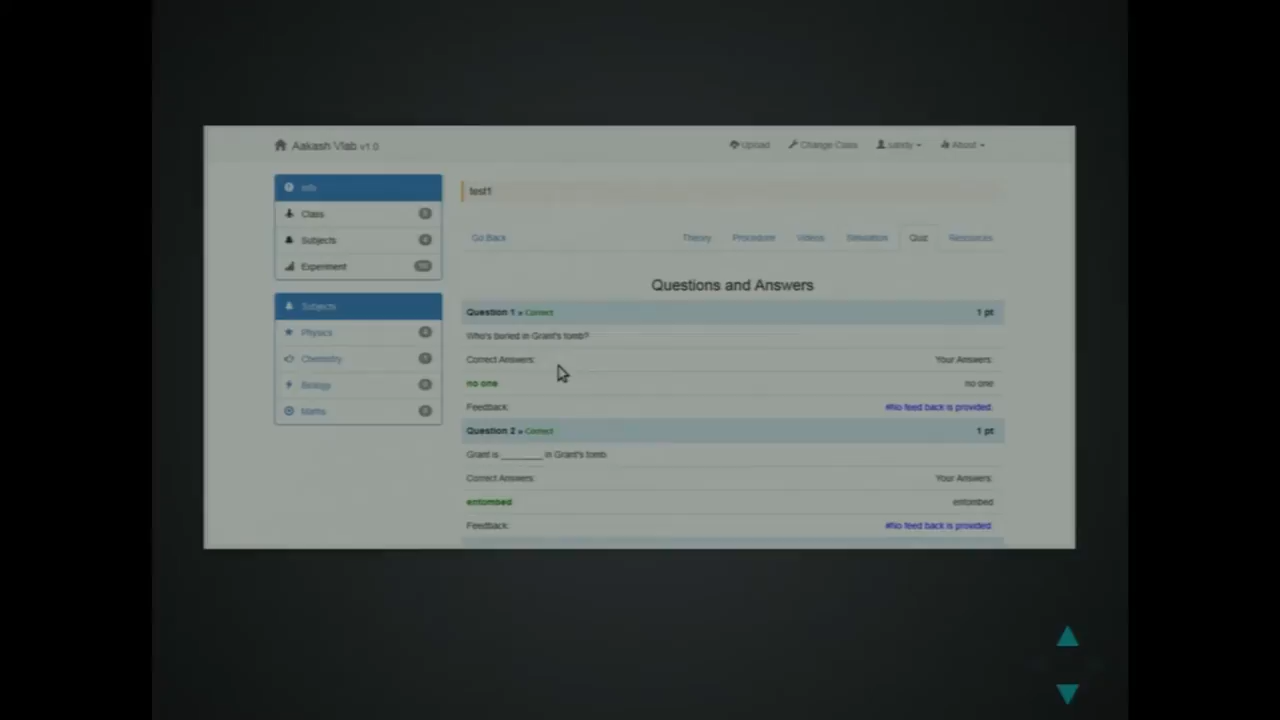 Aakash Vlab v1.0
Upload Change Class sandy About
Info
Class
Subjects
Experiment
Subjects
Physics
Chemistry
Biology
Maths
test1
Go Back Theory Procedure Videos Simulation Quiz Resources
Questions and Answers
Question 1 » Correct 1 pt
Who's buried in Grant's tomb?
Correct Answers: Your Answers:
no one no one
Feedback: #No feed back is provided.
Question 2 » Correct 1 pt
Grant is ________ in Grant's tomb.
Correct Answers: Your Answers:
entombed entombed
Feedback: #No feed back is provided.